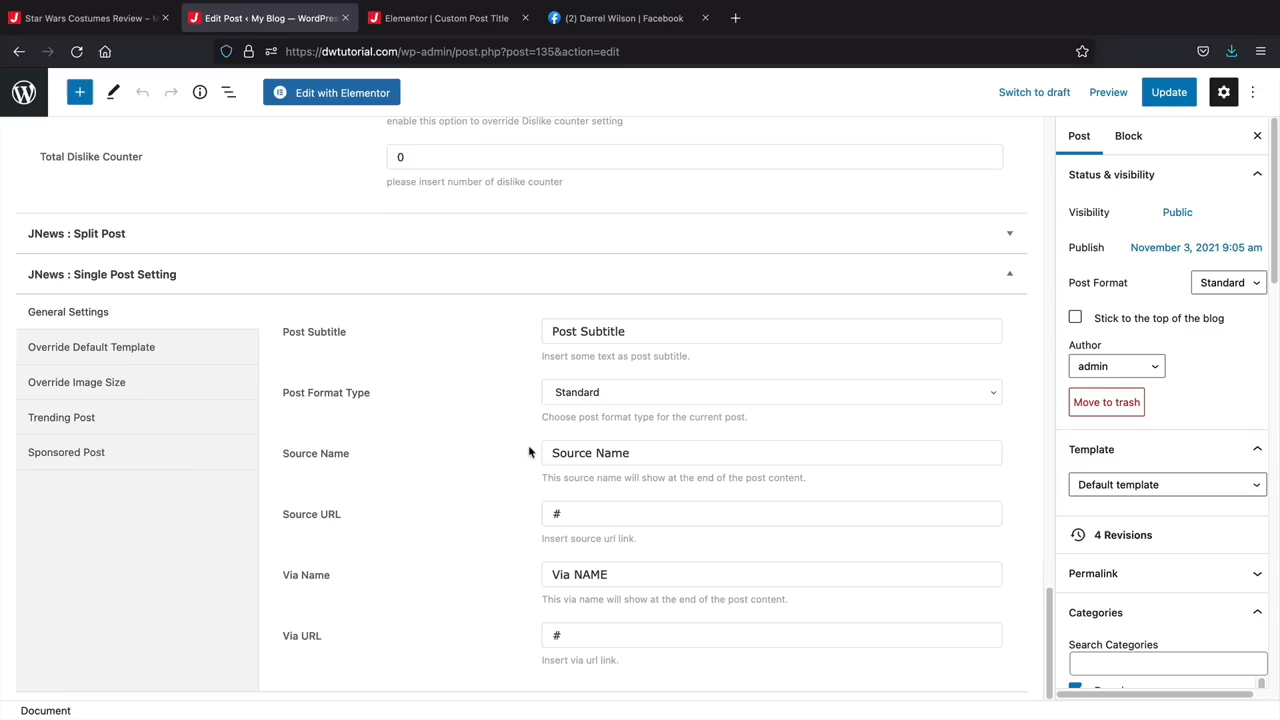 Star Wars Costumes Review –
Edit Post ‹ My Blog — WordPres
Elementor | Custom Post Title
(2) Darrel Wilson | Facebook
https://dwtutorial.com/wp-admin/post.php?post=135&action=edit
Edit with Elementor
Switch to draft
Preview
Update
enable this option to override Dislike counter setting
Total Dislike Counter
0
please insert number of dislike counter
JNews : Split Post
JNews : Single Post Setting
General Settings
Override Default Template
Override Image Size
Trending Post
Sponsored Post
Post Subtitle
Post Subtitle
Insert some text as post subtitle.
Post Format Type
Standard
Choose post format type for the current post.
Source Name
Source Name
This source name will show at the end of the post content.
Source URL
#
Insert source url link.
Via Name
Via NAME
This via name will show at the end of the post content.
Via URL
#
Insert via url link.
Post
Block
Status & visibility
Visibility
Public
Publish
November 3, 2021 9:05 am
Post Format
Standard
Stick to the top of the blog
Author
admin
Move to trash
Template
Default template
4 Revisions
Permalink
Categories
Search Categories
Document